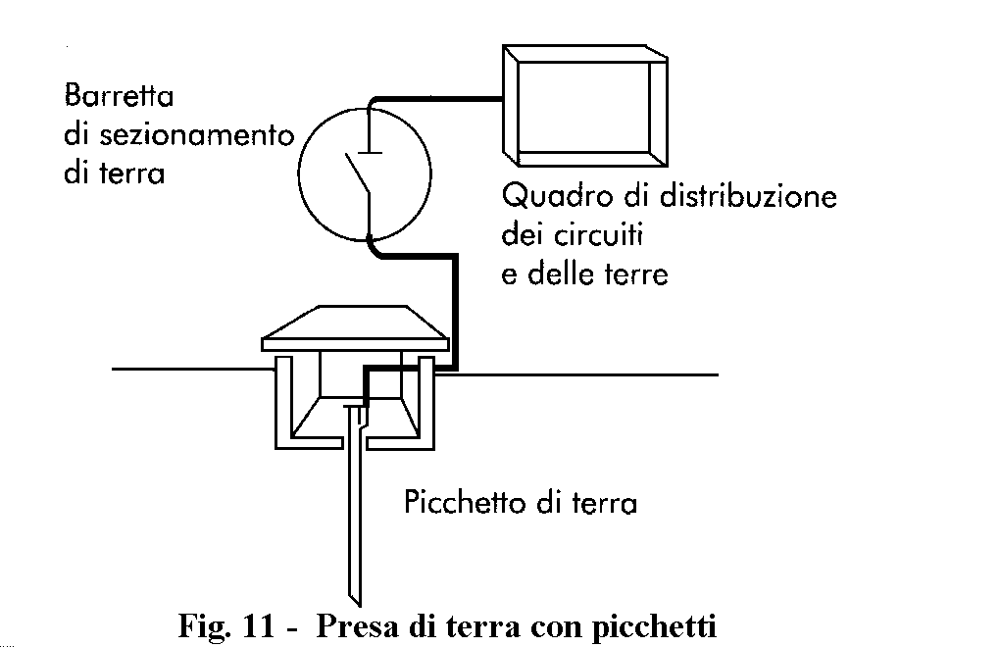 Barretta
di sezionamento
di terra
Quadro di distribuzione
dei circuiti
e delle terre
Picchetto di terra
Fig. 11 - Presa di terra con picchetti